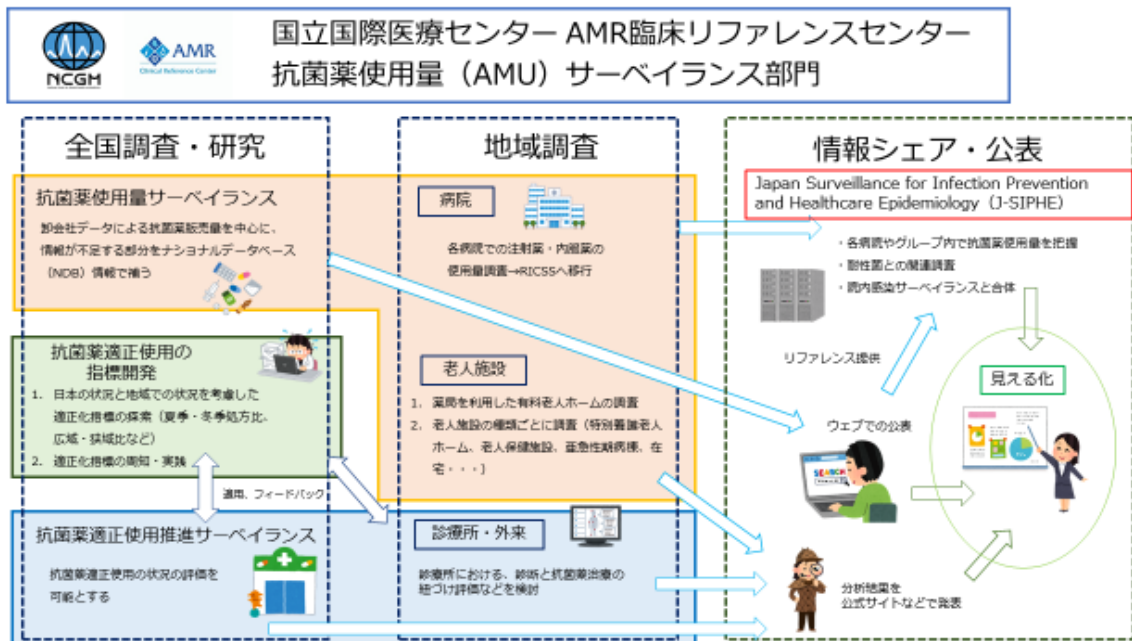 NCGM
AMR
Clinical Reference Center
国立国際医療センター AMR臨床リファレンスセンター
抗菌薬使用量（AMU）サーベイランス部門
全国調査・研究
抗菌薬使用量サーベイランス
卸会社データによる抗菌薬販売量を中心に、
情報が不足する部分をナショナルデータベース
（NDB）情報で補う
抗菌薬適正使用の
指標開発
1. 日本の状況と地域での状況を考慮した
適正化指標の探索（夏季・冬季処方比、
広域・狭域比など）
2. 適正化指標の周知・実践
適用、フィードバック
抗菌薬適正使用推進サーベイランス
抗菌薬適正使用の状況の評価を
可能とする
地域調査
病院
各病院での注射薬・内服薬の
使用量調査→RICSSへ移行
老人施設
1. 薬局を利用した有料老人ホームの調査
2. 老人施設の種類ごとに調査（特別養護老人
ホーム、老人保健施設、亜急性期病棟、在
宅・・・）
診療所・外来
診療所における、診断と抗菌薬治療の
紐づけ評価などを検討
情報シェア・公表
Japan Surveillance for Infection Prevention
and Healthcare Epidemiology（J-SIPHE）
・各病院やグループ内で抗菌薬使用量を把握
・耐性菌との関連調査
・院内感染サーベイランスと合体
リファレンス提供
見える化
ウェブでの公表
SEARCH
分析結果を
公式サイトなどで発表